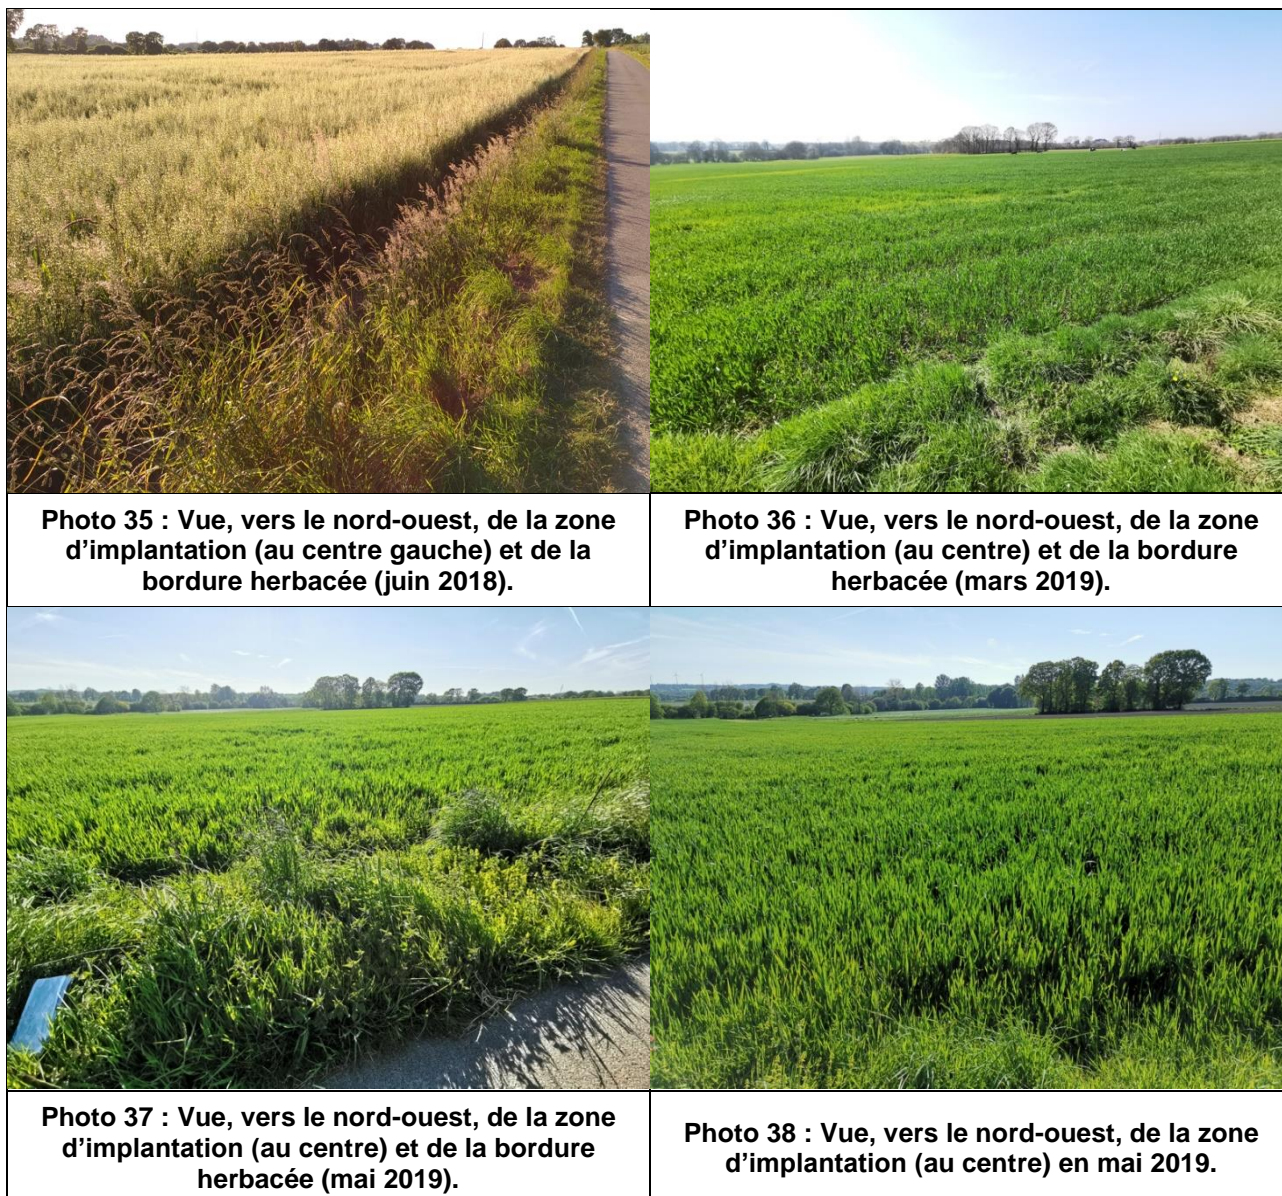 Photo 35 : Vue, vers le nord-ouest, de la zone
d’implantation (au centre gauche) et de la
bordure herbacée (juin 2018).
Photo 36 : Vue, vers le nord-ouest, de la zone
d’implantation (au centre) et de la bordure
herbacée (mars 2019).
Photo 37 : Vue, vers le nord-ouest, de la zone
d’implantation (au centre) et de la bordure
herbacée (mai 2019).
Photo 38 : Vue, vers le nord-ouest, de la zone
d’implantation (au centre) en mai 2019.